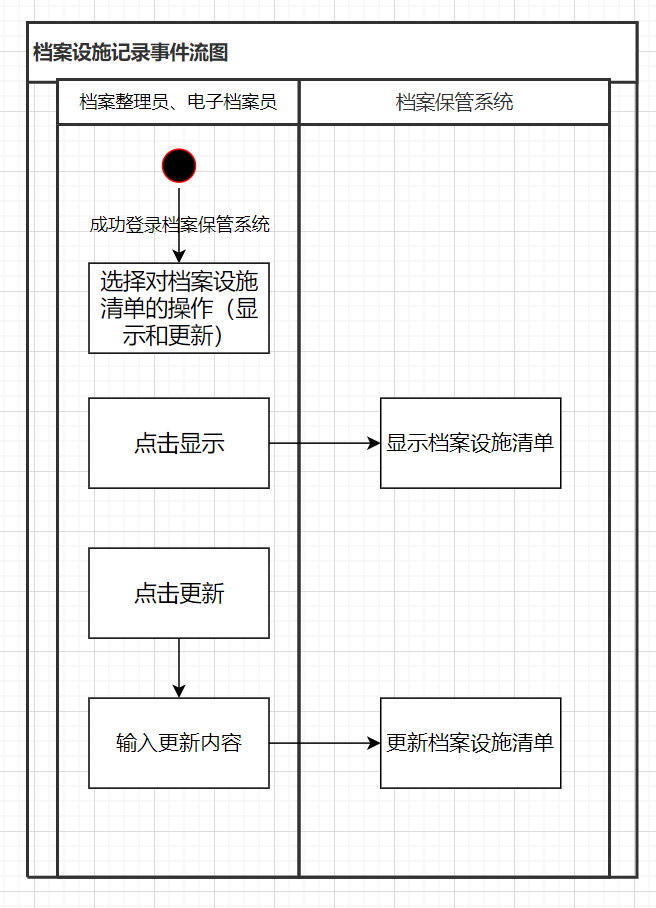 档案设施记录事件流图
档案整理员、电子档案员
档案保管系统
成功登录档案保管系统
选择对档案设施
清单的操作（显
示和更新）
点击显示
显示档案设施清单
点击更新
输入更新内容
更新档案设施清单